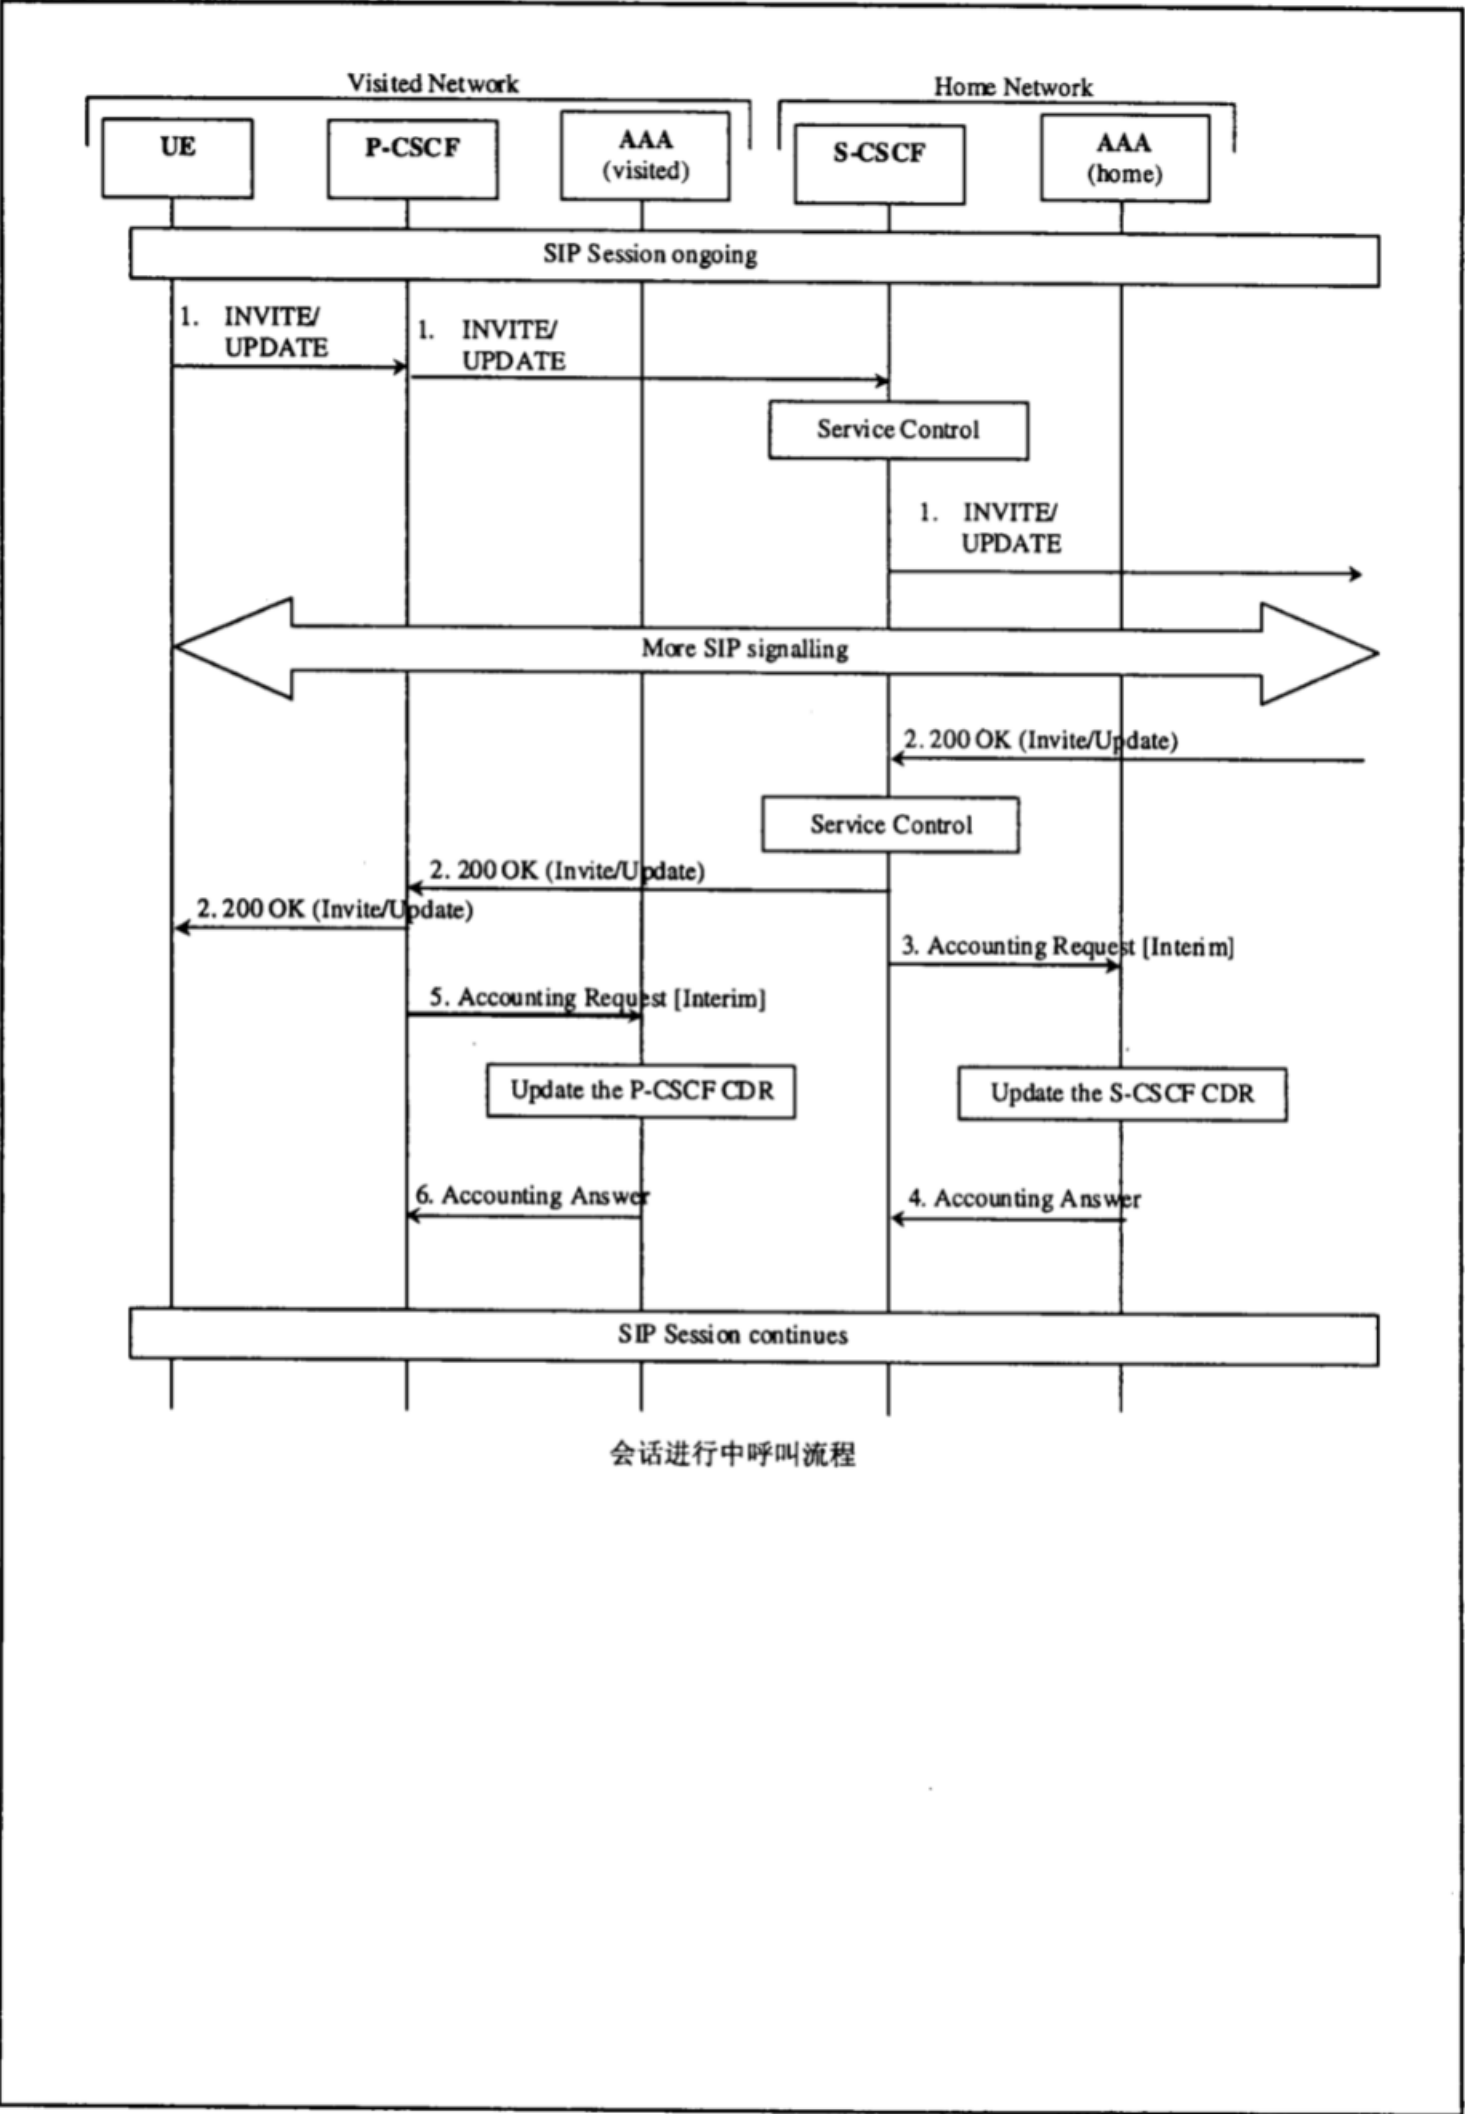 Visited Network
Home Network
UE
P-CSCF
AAA
(visited)
S-CSCF
AAA
(home)
SIP Session ongoing
1. INVITE/
UPDATE
1. INVITE/
UPDATE
Service Control
1. INVITE/
UPDATE
More SIP signalling
2. 200 OK (Invite/Update)
Service Control
2. 200 OK (Invite/Update)
2. 200 OK (Invite/Update)
3. Accounting Request [Interim]
5. Accounting Request [Interim]
Update the P-CSCF CDR
Update the S-CSCF CDR
6. Accounting Answer
4. Accounting Answer
SIP Session continues
会话进行中呼叫流程